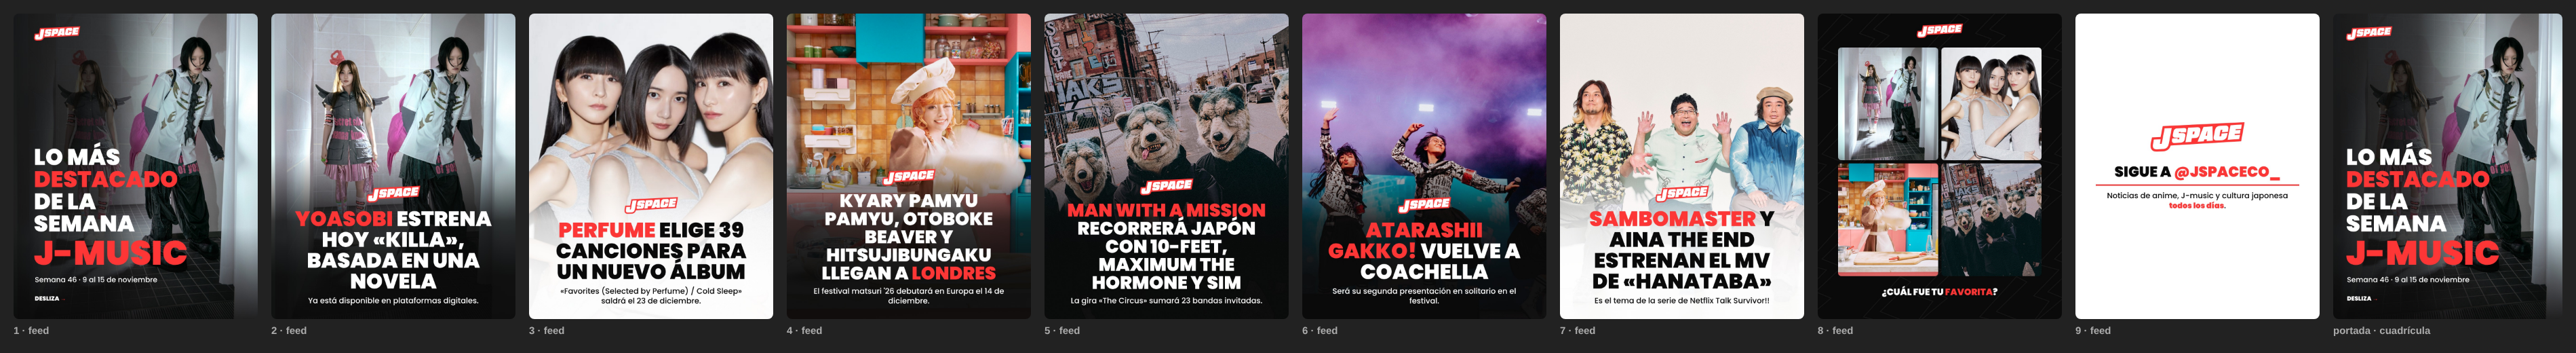 JSPACE
LO MÁS
DESTACADO
DE LA
SEMANA
J-MUSIC
Semana 46 · 9 al 15 de noviembre
DESLIZA
1 · feed
JSPACE
YOASOBI ESTRENA
HOY «KILLA»,
BASADA EN UNA
NOVELA
Ya está disponible en plataformas digitales.
2 · feed
JSPACE
PERFUME ELIGE 39
CANCIONES PARA
UN NUEVO ÁLBUM
«Favorites (Selected by Perfume) / Cold Sleep»
saldrá el 23 de diciembre.
3 · feed
JSPACE
KYARY PAMYU
PAMYU, OTOBOKE
BEAVER Y
HITSUJIBUNGAKU
LLEGAN A LONDRES
El festival matsuri '26 debutará en Europa el 14 de
diciembre.
4 · feed
JSPACE
MAN WITH A MISSION
RECORRERÁ JAPÓN
CON 10-FEET,
MAXIMUM THE
HORMONE Y SIM
La gira «The Circus» sumará 23 bandas invitadas.
5 · feed
JSPACE
ATARASHII
GAKKO! VUELVE A
COACHELLA
Será su segunda presentación en solitario en el
festival.
6 · feed
JSPACE
SAMBOMASTER Y
AINA THE END
ESTRENAN EL MV
DE «HANATABA»
Es el tema de la serie de Netflix Talk Survivor!!
7 · feed
JSPACE
¿CUÁL FUE TU FAVORITA?
8 · feed
JSPACE
SIGUE A @JSPACECO_
Noticias de anime, J-music y cultura japonesa
todos los días.
9 · feed
JSPACE
LO MÁS
DESTACADO
DE LA
SEMANA
J-MUSIC
Semana 46 · 9 al 15 de noviembre
DESLIZA
portada · cuadrícula